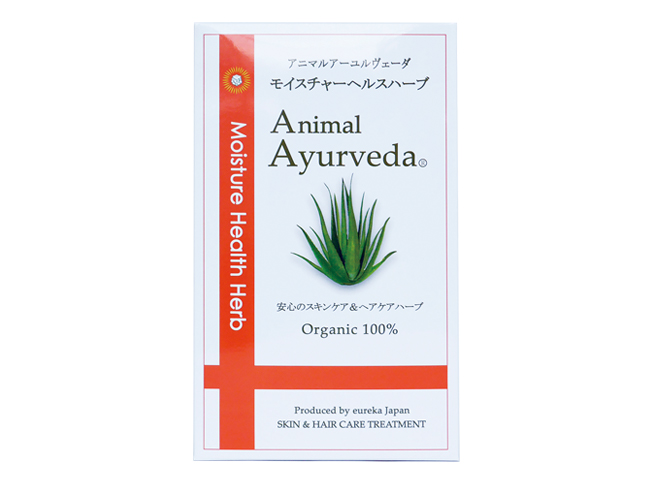 アニマルアーユルヴェーダ
モイスチャーヘルスハーブ
Animal
Ayurveda®
Moisture Health Herb
安心のスキンケア&ヘアケアハーブ
Organic 100%
Produced by eureka Japan
SKIN & HAIR CARE TREATMENT